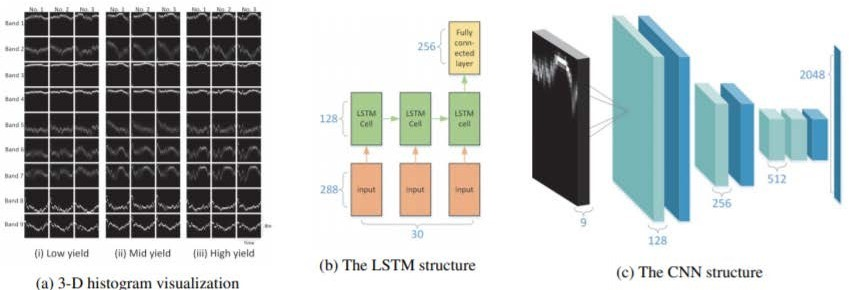 No. 1 No. 2 No. 3 No. 1 No. 2 No. 3 No. 1 No. 2 No. 3
Band 1
Band 2
Band 3
Band 4
Band 5
Band 6
Band 7
Band 8
Band 9
Bin
Time
(i) Low yield (ii) Mid yield (iii) High yield
(a) 3-D histogram visualization
256
Fully
conn-
ected
layer
128
LSTM
Cell
LSTM
Cell
LSTM
cell
288
input
input
input
30
(b) The LSTM structure
9
128
256
512
2048
(c) The CNN structure